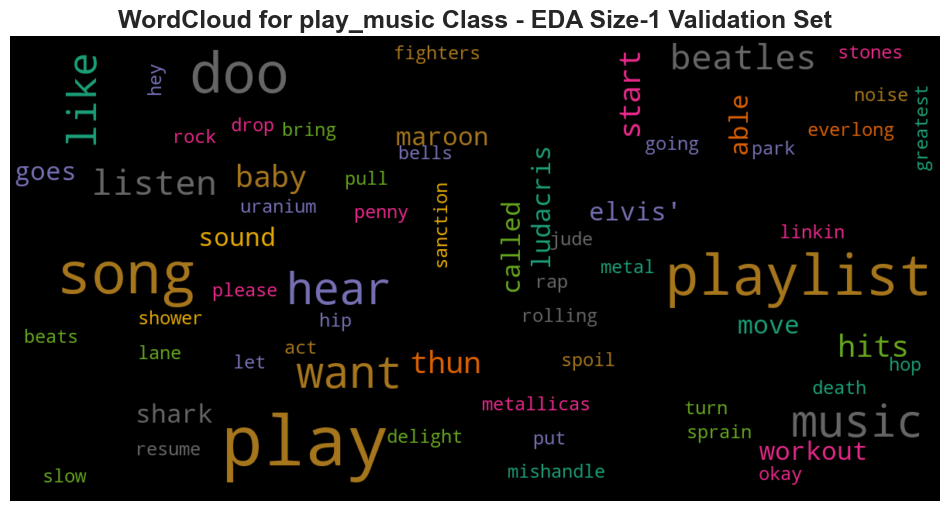 WordCloud for play_music Class - EDA Size-1 Validation Set
fighters
stones
doo
beatles
like
hey
start
noise
able
greatest
drop
bring
rock
maroon
everlong
going
park
bells
goes
listen
baby
pull
ludacris
uranium
penny
sanction
called
elvis'
sound
jude
linkin
song
metal
playlist
please
hear
rap
shower
hip
rolling
move
beats
lane
act
hits
let
want
thun
spoil
hop
death
shark
metallicas
turn
music
play
delight
put
sprain
resume
workout
slow
mishandle
okay